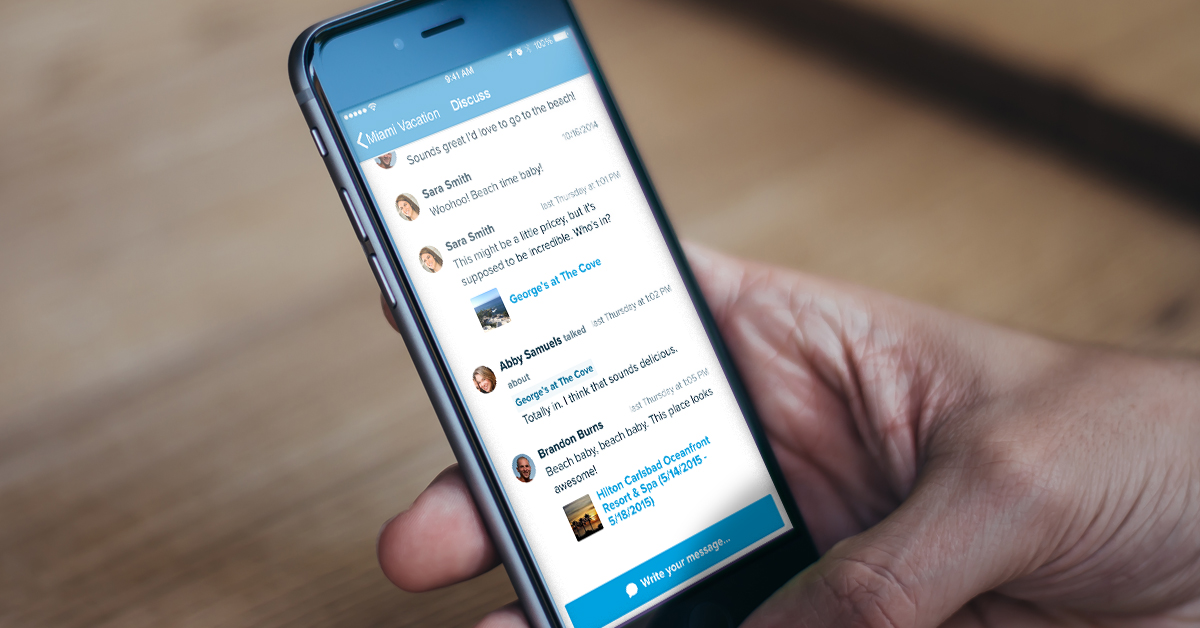 9:41 AM
100%
Miami Vacation
Discuss
Sounds great I'd love to go to the beach!
10/16/2014
Sara Smith
Woohoo! Beach time baby!
last Thursday at 1:01 PM
Sara Smith
This might be a little pricey, but it's
supposed to be incredible. Who's in?
George's at The Cove
last Thursday at 1:02 PM
Abby Samuels talked
about
George's at The Cove
Totally in. I think that sounds delicious.
last Thursday at 1:05 PM
Brandon Burns
Beach baby, beach baby. This place looks
awesome!
Hilton Carlsbad Oceanfront
Resort & Spa (5/14/2015 -
5/18/2015)
Write your message...